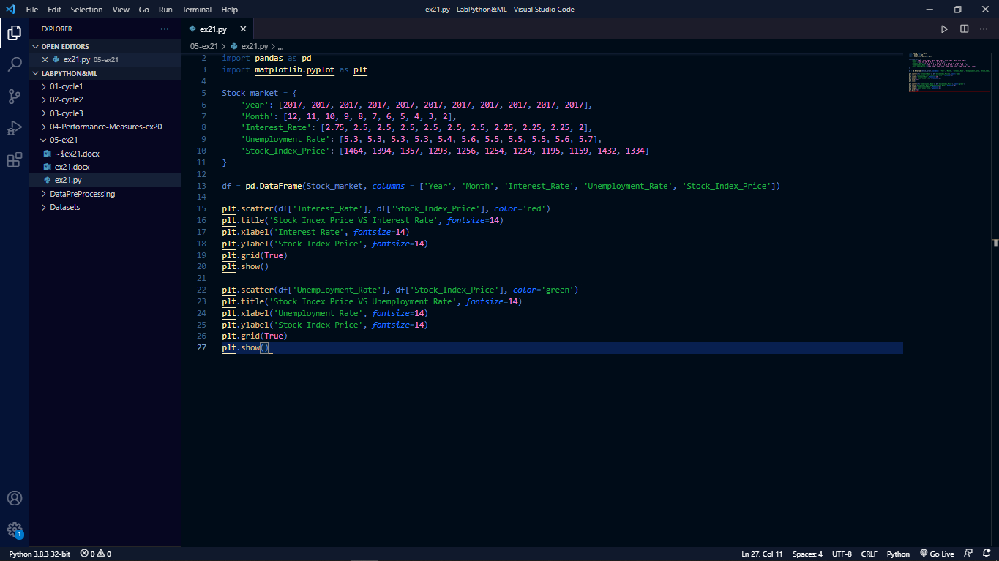 File Edit Selection View Go Run Terminal Help
ex21.py - LabPython&ML - Visual Studio Code
EXPLORER
OPEN EDITORS
ex21.py 05-ex21
LABPYTHON&ML
01-cycle1
02-cycle2
03-cycle3
04-Performance-Measures-ex20
05-ex21
~$ex21.docx
ex21.docx
ex21.py
DataPreProcessing
Datasets
1
ex21.py
05-ex21 > ex21.py > ...
2 import pandas as pd
3 import matplotlib.pyplot as plt
4
5 Stock_market = {
6     'year': [2017, 2017, 2017, 2017, 2017, 2017, 2017, 2017, 2017, 2017, 2017],
7     'Month': [12, 11, 10, 9, 8, 7, 6, 5, 4, 3, 2],
8     'Interest_Rate': [2.75, 2.5, 2.5, 2.5, 2.5, 2.5, 2.5, 2.25, 2.25, 2.25, 2],
9     'Unemployment_Rate': [5.3, 5.3, 5.3, 5.3, 5.4, 5.6, 5.5, 5.5, 5.5, 5.6, 5.7],
10     'Stock_Index_Price': [1464, 1394, 1357, 1293, 1256, 1254, 1234, 1195, 1159, 1432, 1334]
11 }
12
13 df = pd.DataFrame(Stock_market, columns = ['Year', 'Month', 'Interest_Rate', 'Unemployment_Rate', 'Stock_Index_Price'])
14
15 plt.scatter(df['Interest_Rate'], df['Stock_Index_Price'], color='red')
16 plt.title('Stock Index Price VS Interest Rate', fontsize=14)
17 plt.xlabel('Interest Rate', fontsize=14)
18 plt.ylabel('Stock Index Price', fontsize=14)
19 plt.grid(True)
20 plt.show()
21
22 plt.scatter(df['Unemployment_Rate'], df['Stock_Index_Price'], color='green')
23 plt.title('Stock Index Price VS Unemployment Rate', fontsize=14)
24 plt.xlabel('Unemployment Rate', fontsize=14)
25 plt.ylabel('Stock Index Price', fontsize=14)
26 plt.grid(True)
27 plt.show()
Python 3.8.3 32-bit 0 0
Ln 27, Col 11 Spaces: 4 UTF-8 CRLF Python Go Live